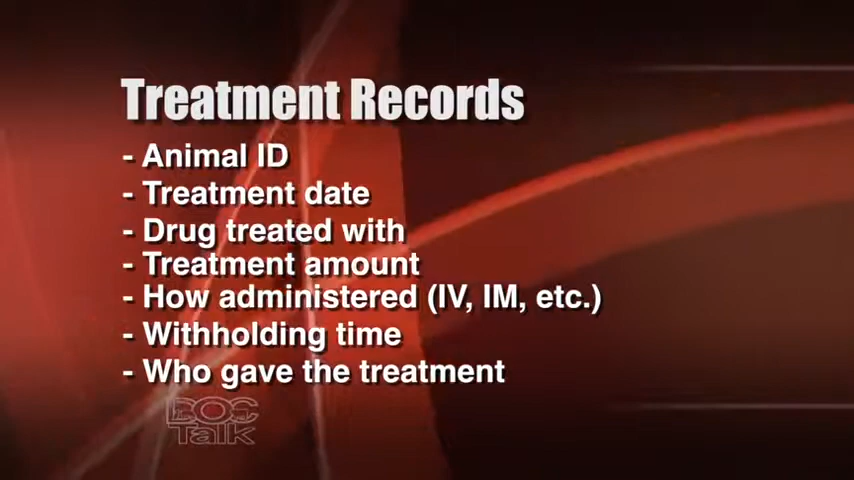 Treatment Records
- Animal ID
- Treatment date
- Drug treated with
- Treatment amount
- How administered (IV, IM, etc.)
- Withholding time
- Who gave the treatment
DOC
Talk